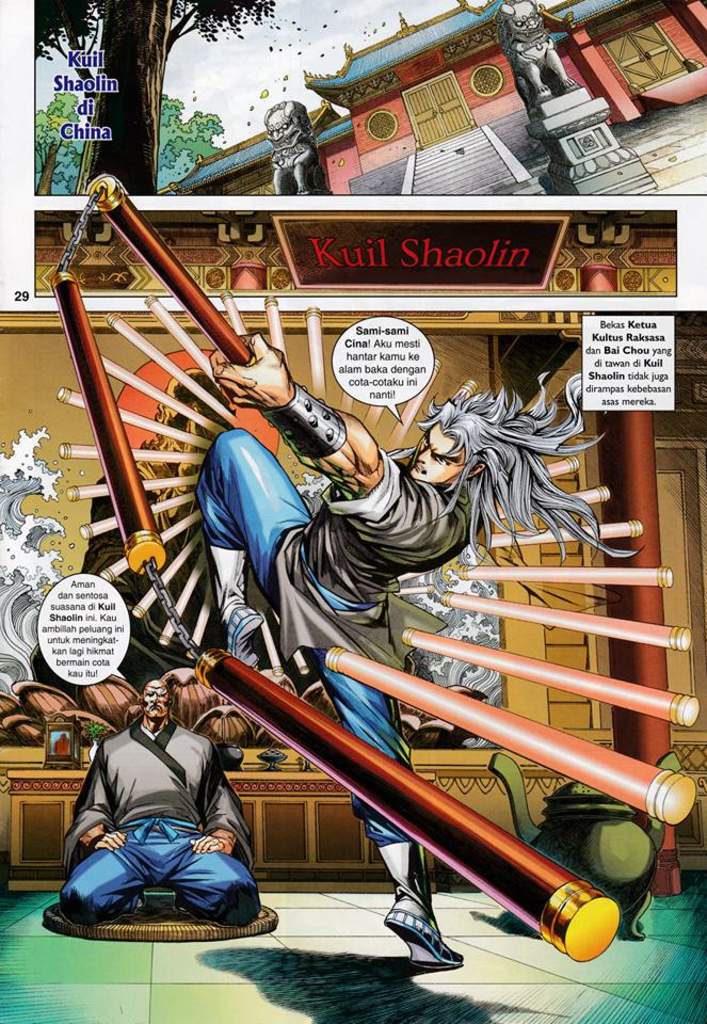 Kuil
Shaolin
di
China
Kuil Shaolin
29
Sami-sami
Cina! Aku mesti
hantar kamu ke
alam baka dengan
cota-cotaku ini
nanti!
Bekas Ketua
Kultus Raksasa
dan Bai Chou yang
di tawan di Kuil
Shaolin tidak juga
dirampas kebebasan
asas mereka.
Aman
dan sentosa
suasana di Kuil
Shaolin ini. Kau
ambillah peluang ini
untuk meningkat-
kan lagi hikmat
bermain cota
kau itu!